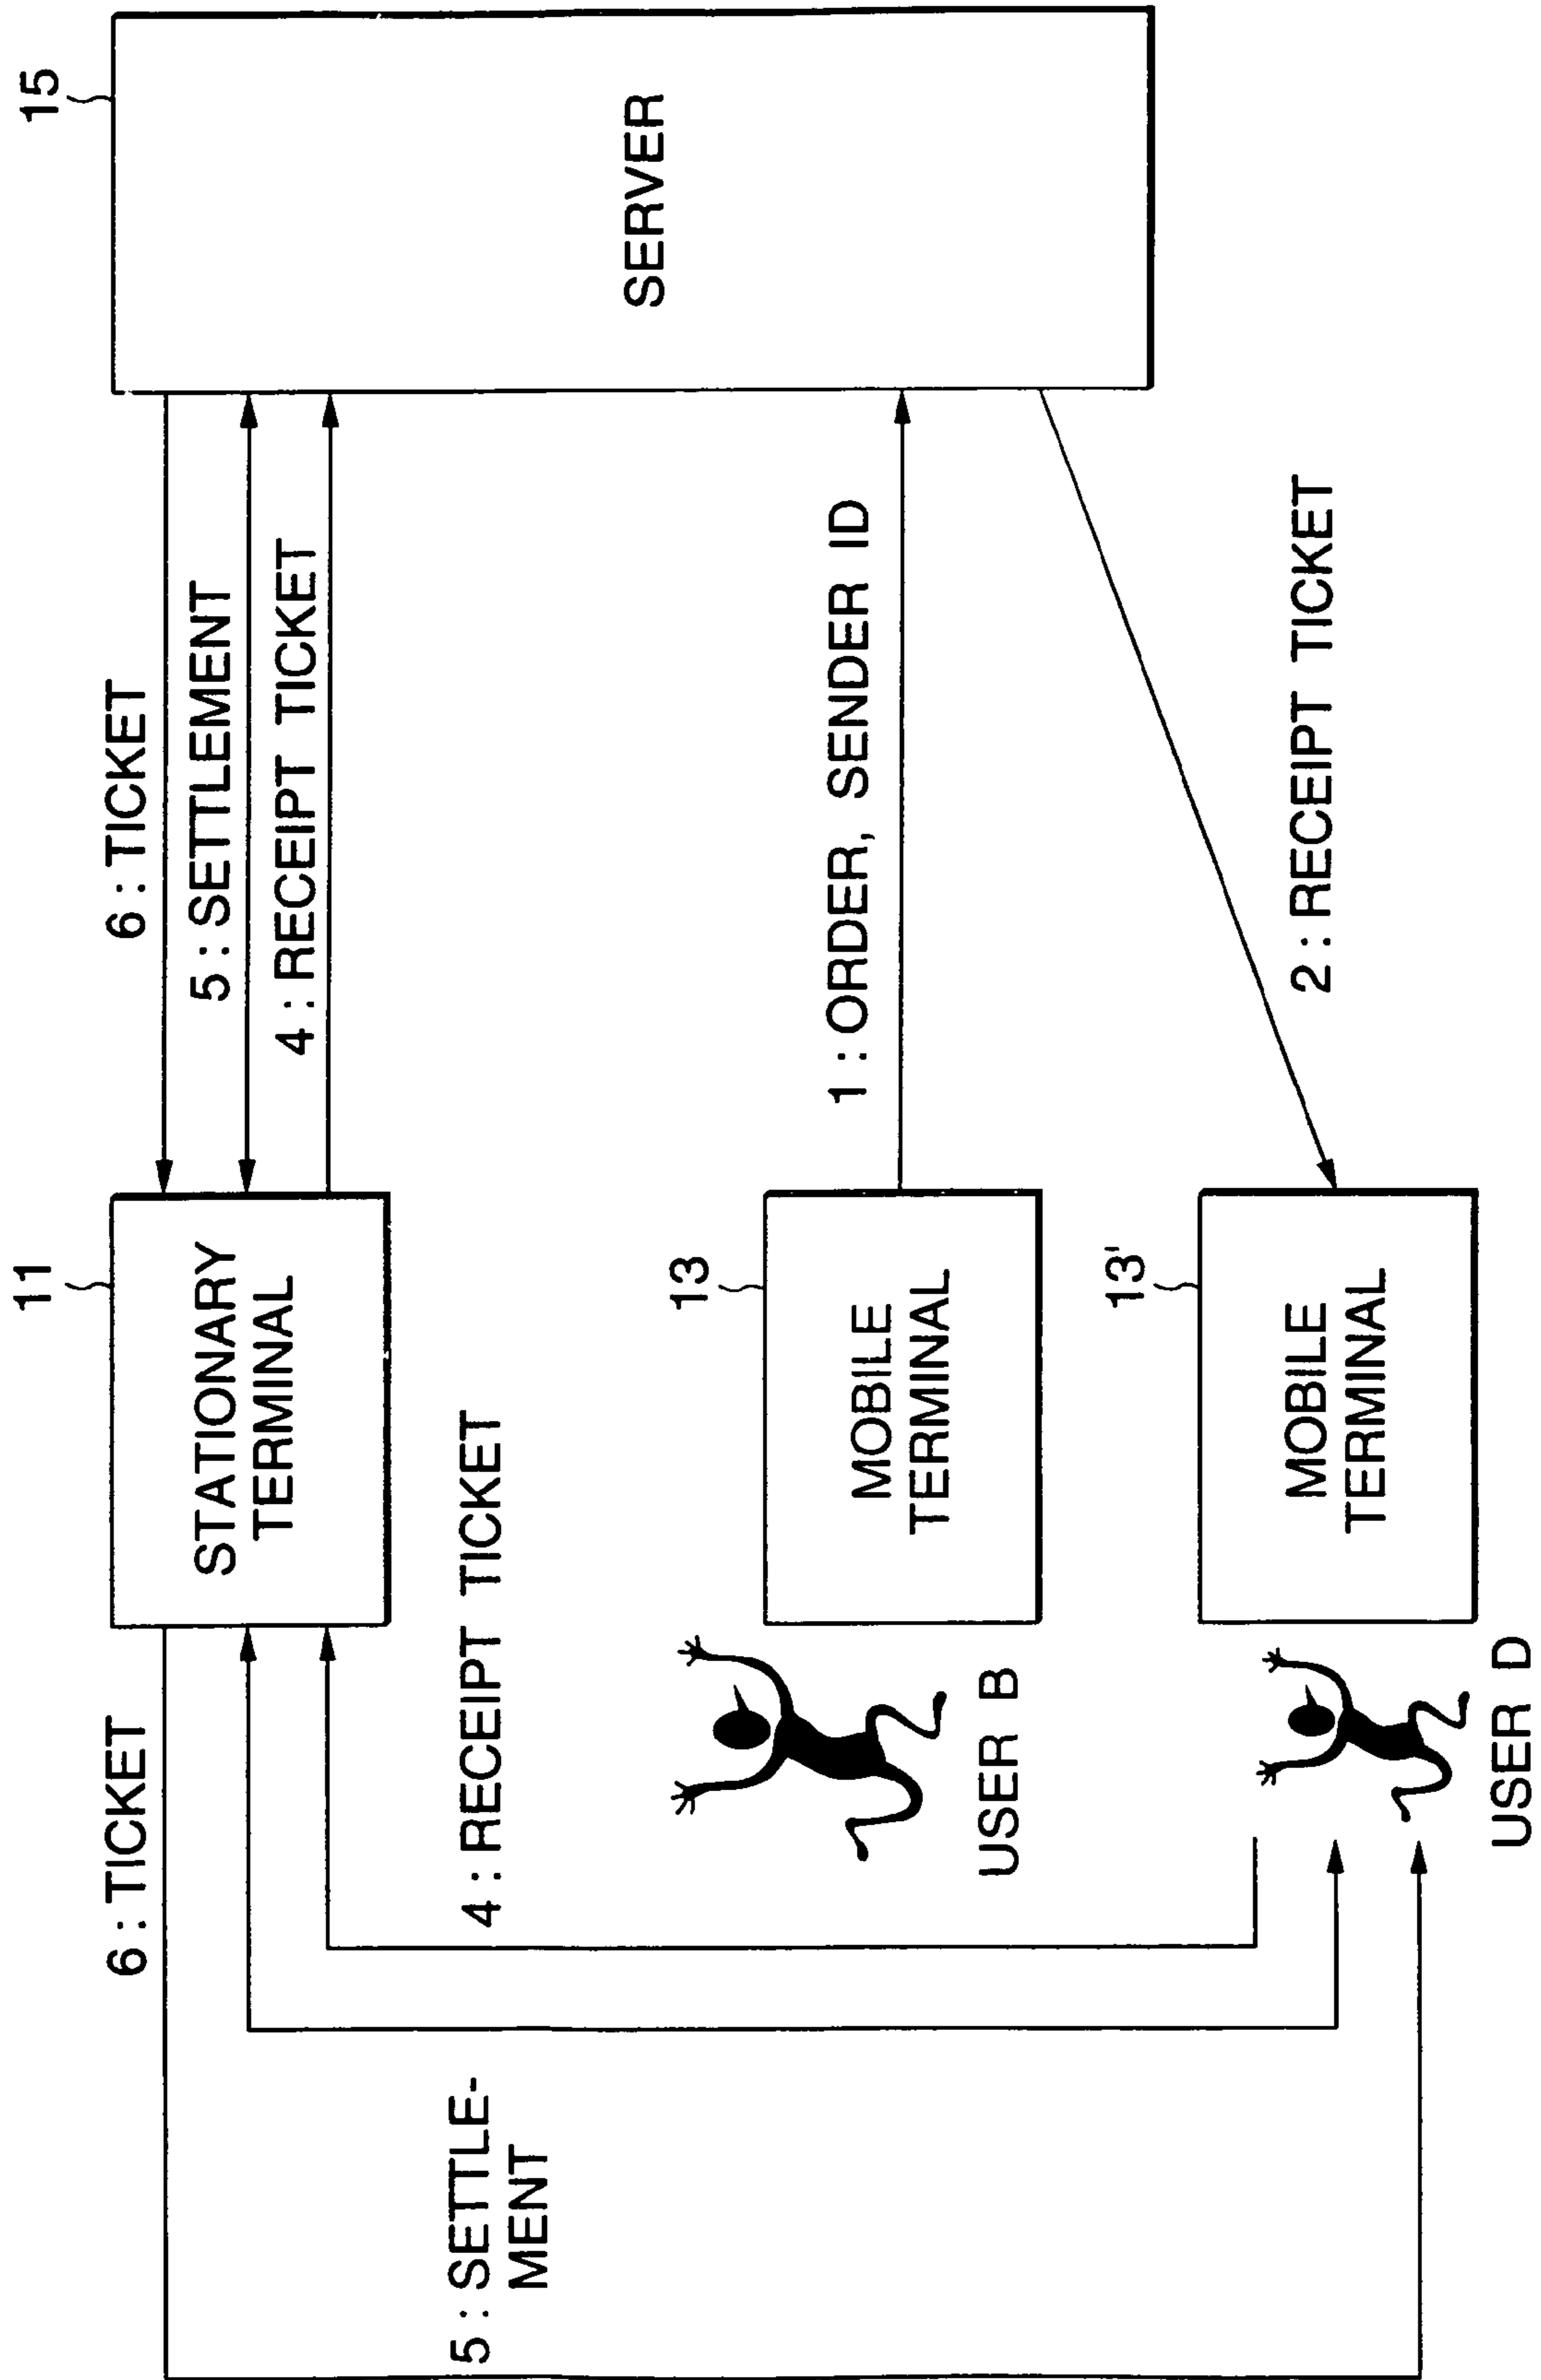 15
SERVER
6 : TICKET
5 : SETTLEMENT
4 : RECEIPT TICKET
1 : ORDER, SENDER ID
2 : RECEIPT TICKET
11
STATIONARY
TERMINAL
13
MOBILE
TERMINAL
13'
MOBILE
TERMINAL
6 : TICKET
4 : RECEIPT TICKET
5 : SETTLE-
MENT
USER B
USER D